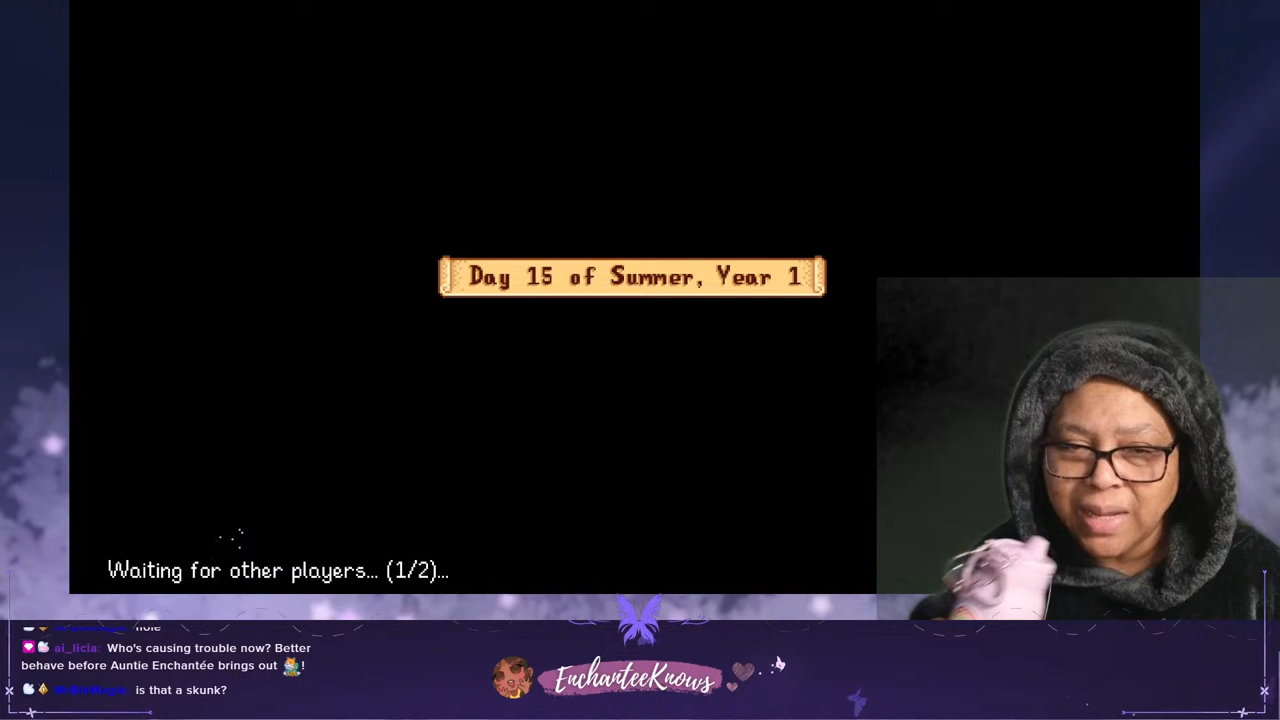 Day 15 of Summer, Year 1
Waiting for other players... (1/2)...
ai_licia: Who's causing trouble now? Better
behave before Auntie Enchantée brings out !
is that a skunk?
EnchanteeKnows